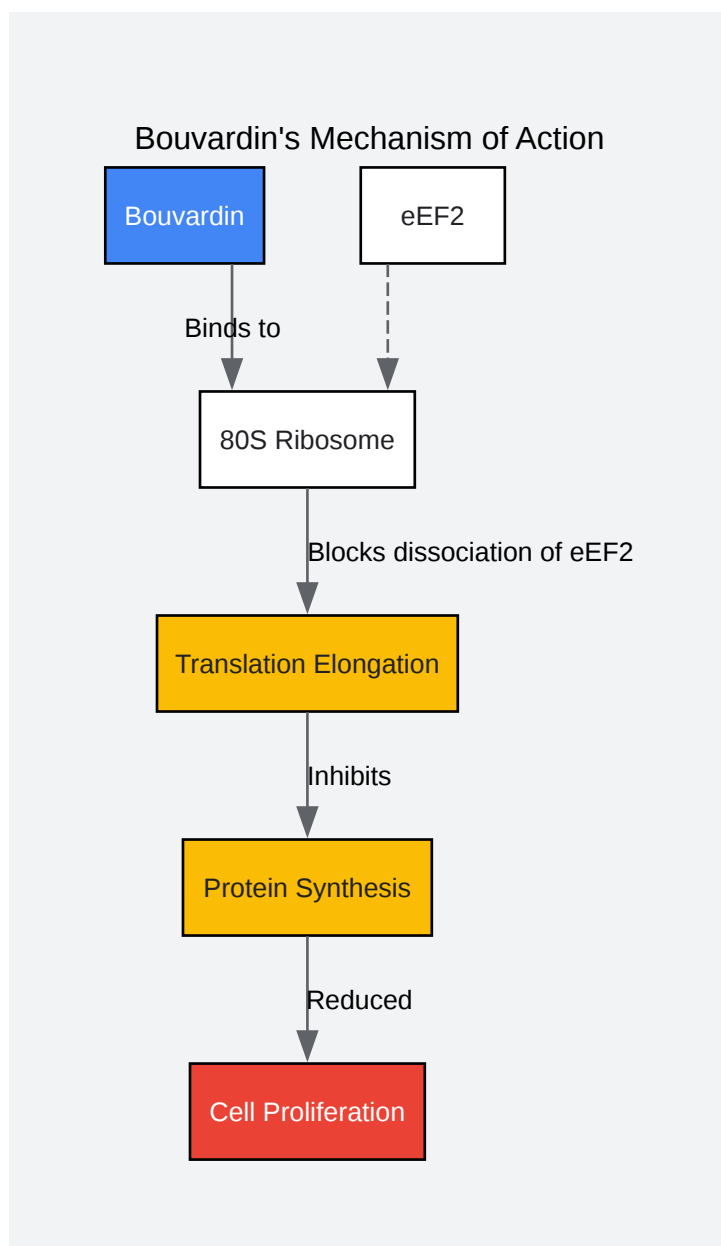 Bouvardin's Mechanism of Action
Bouvardin
eEF2
Binds to
80S Ribosome
Blocks dissociation of eEF2
Translation Elongation
Inhibits
Protein Synthesis
Reduced
Cell Proliferation